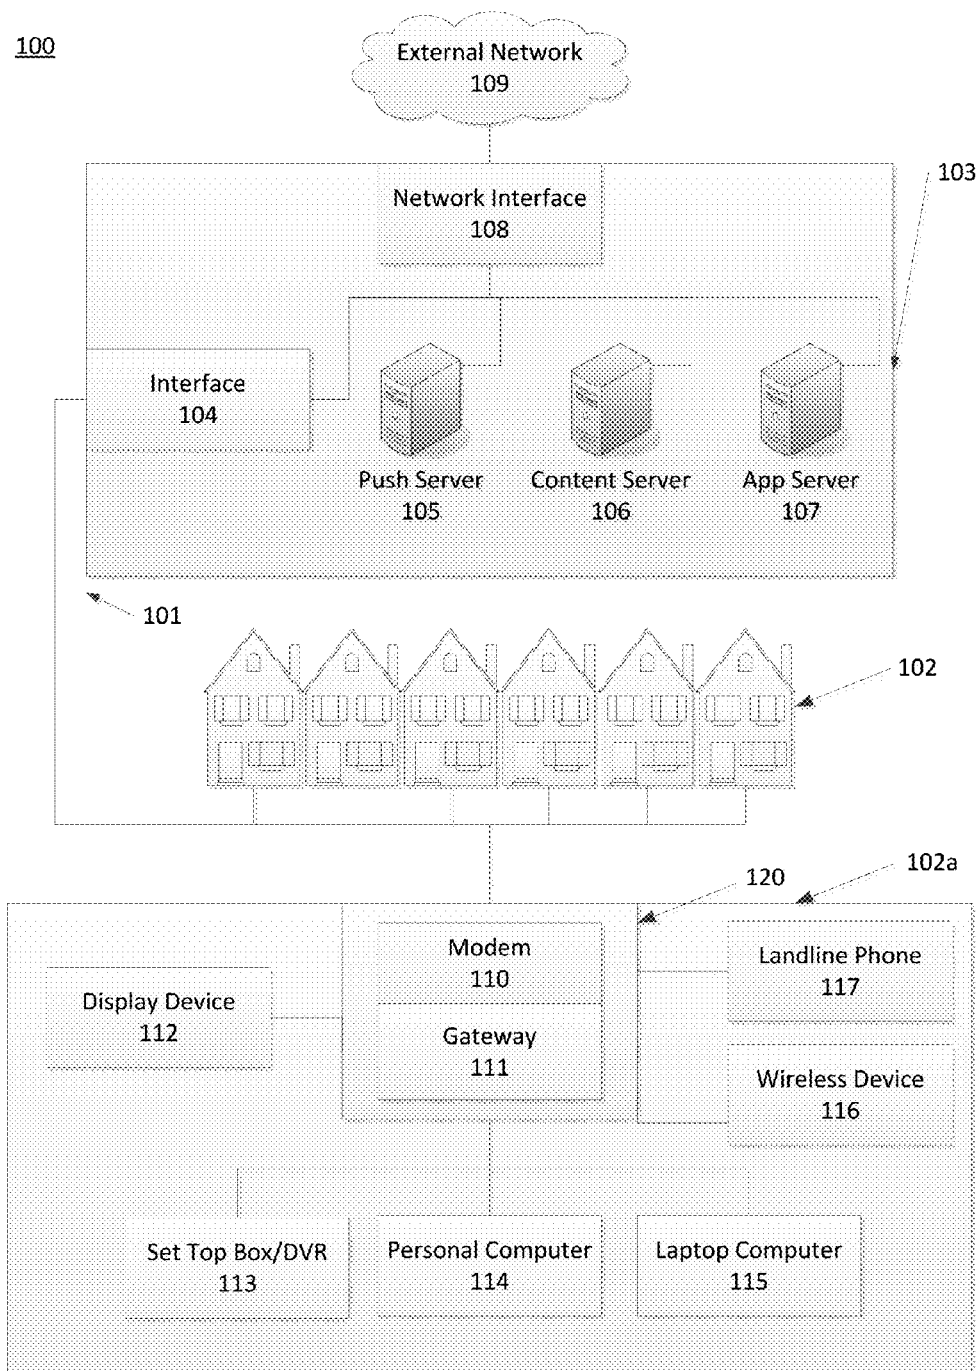 100
External Network
109
103
Network Interface
108
Interface
104
Push Server
105
Content Server
106
App Server
107
101
102
102a
120
Modem
110
Landline Phone
117
Display Device
112
Gateway
111
Wireless Device
116
Set Top Box/DVR
113
Personal Computer
114
Laptop Computer
115